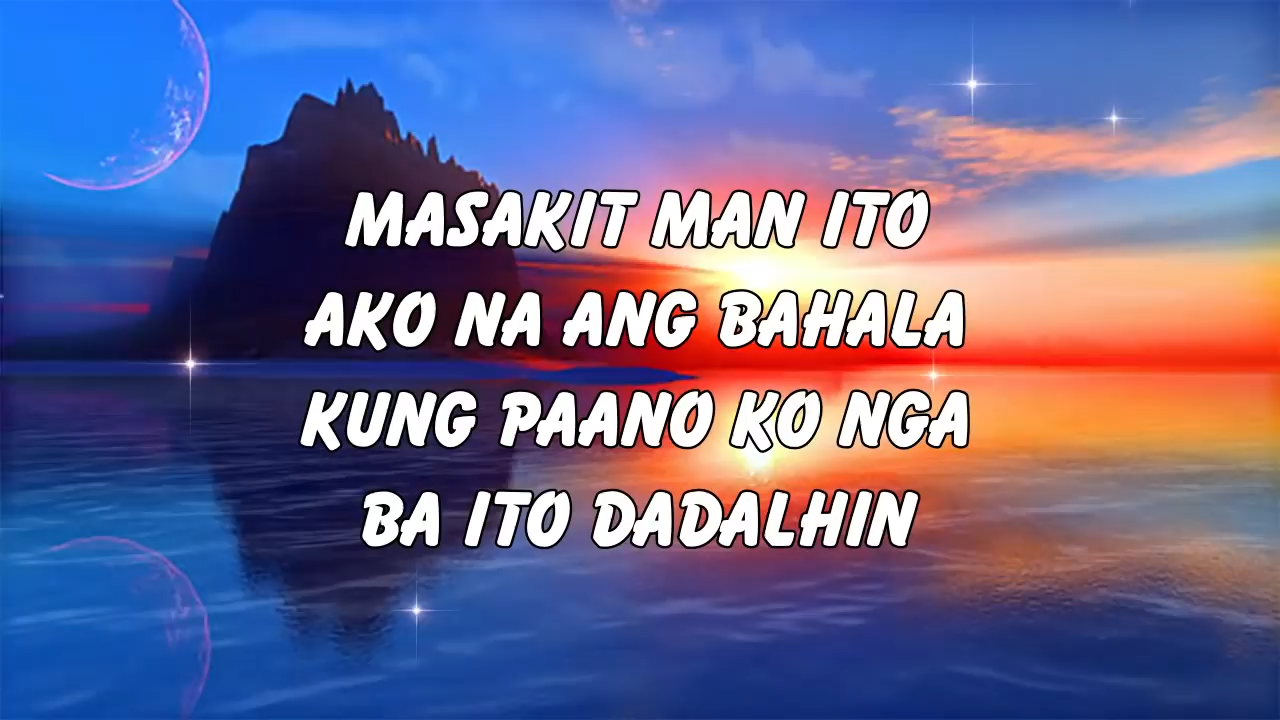 MASAKIT MAN ITO
AKO NA ANG BAHALA
KUNG PAANO KO NGA
BA ITO DADALHIN